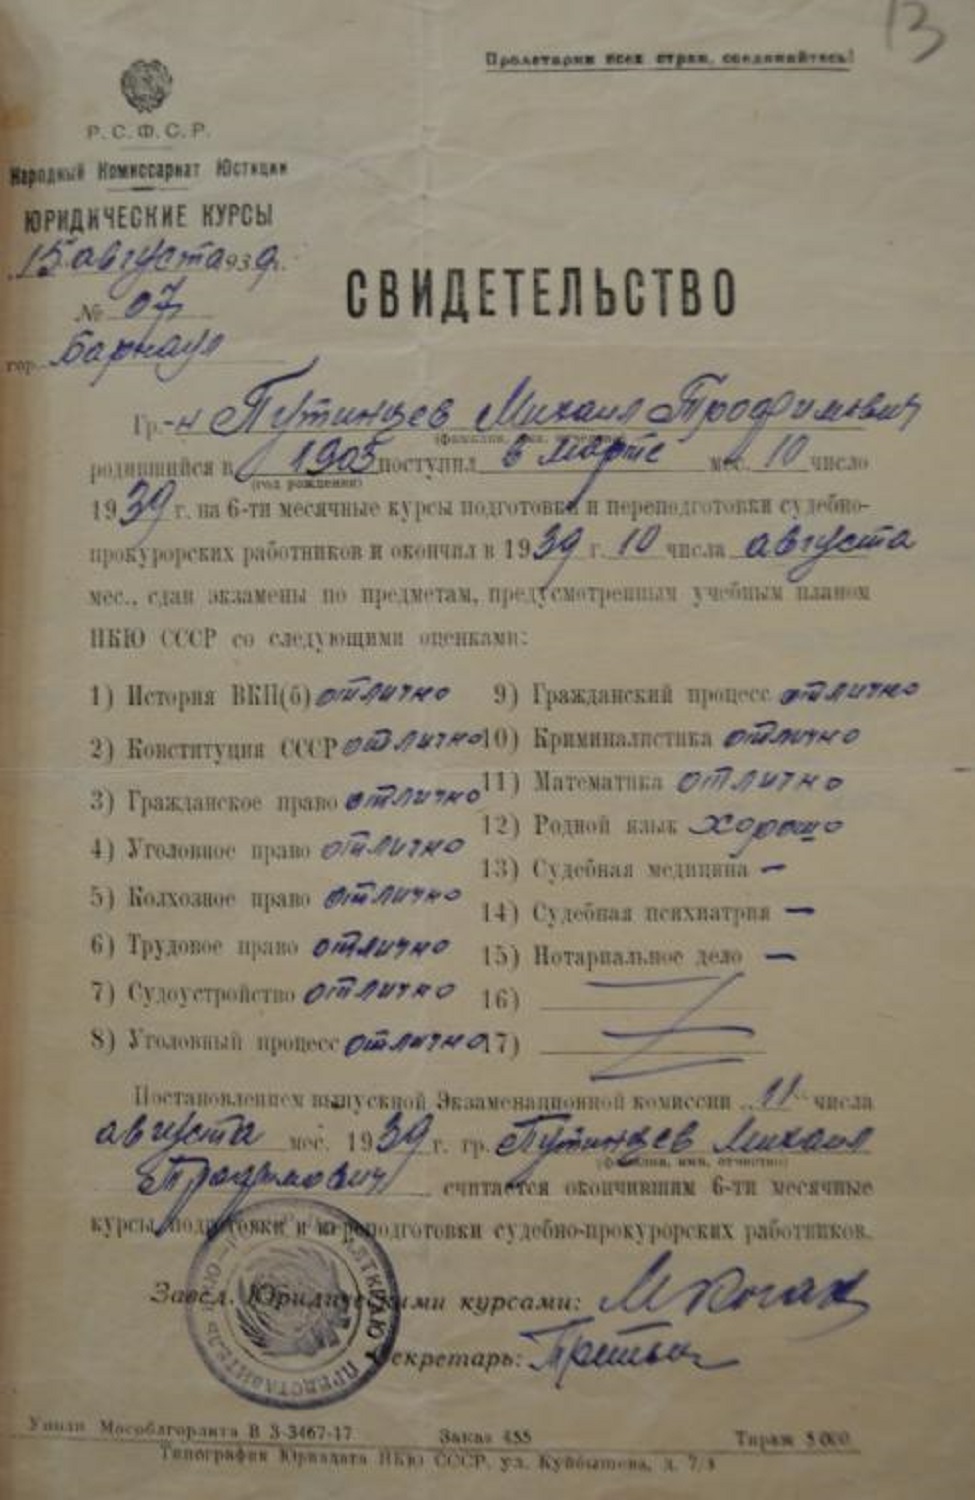 13
Пролетарии всех стран, соединяйтесь!
Р. С. Ф. С. Р.
Народный Комиссариат Юстиции
ЮРИДИЧЕСКИЕ КУРСЫ
15 августа 1939 г.
№ 07
гор. Барнаул
СВИДЕТЕЛЬСТВО
Гр.-н Путинцев Михаил Трофимович
(фамилия, имя, отчество)
родившийся в 1905 поступил в марте мес. 10 число
(год рождения)
1939 г. на 6-ти месячные курсы подготовки и переподготовки судебно-
прокурорских работников и окончил в 1939 г. 10 числа августа
мес., сдав экзамены по предметам, предусмотренным учебным планом
НКЮ СССР со следующими оценками:
1) История ВКП(б) отлично
2) Конституция СССР отлично
3) Гражданское право отлично
4) Уголовное право отлично
5) Колхозное право отлично
6) Трудовое право отлично
7) Судоустройство отлично
8) Уголовный процесс отлично
9) Гражданский процесс отлично
10) Криминалистика отлично
11) Математика отлично
12) Родной язык хорошо
13) Судебная медицина —
14) Судебная психиатрия —
15) Нотариальное дело —
16)
17)
Постановлением выпускной Экзаменационной комиссии „11“ числа
августа мес. 1939 г. гр. Путинцев Михаил
(фамилия, имя, отчество)
Трофимович считается окончившим 6-ти месячные
курсы подготовки и переподготовки судебно-прокурорских работников.
Завед. Юридическими курсами: М Коган
Секретарь:
Заказ 455
Тираж 5000
Типография Юриздата НКЮ СССР, ул. Куйбышева, д. 7/3